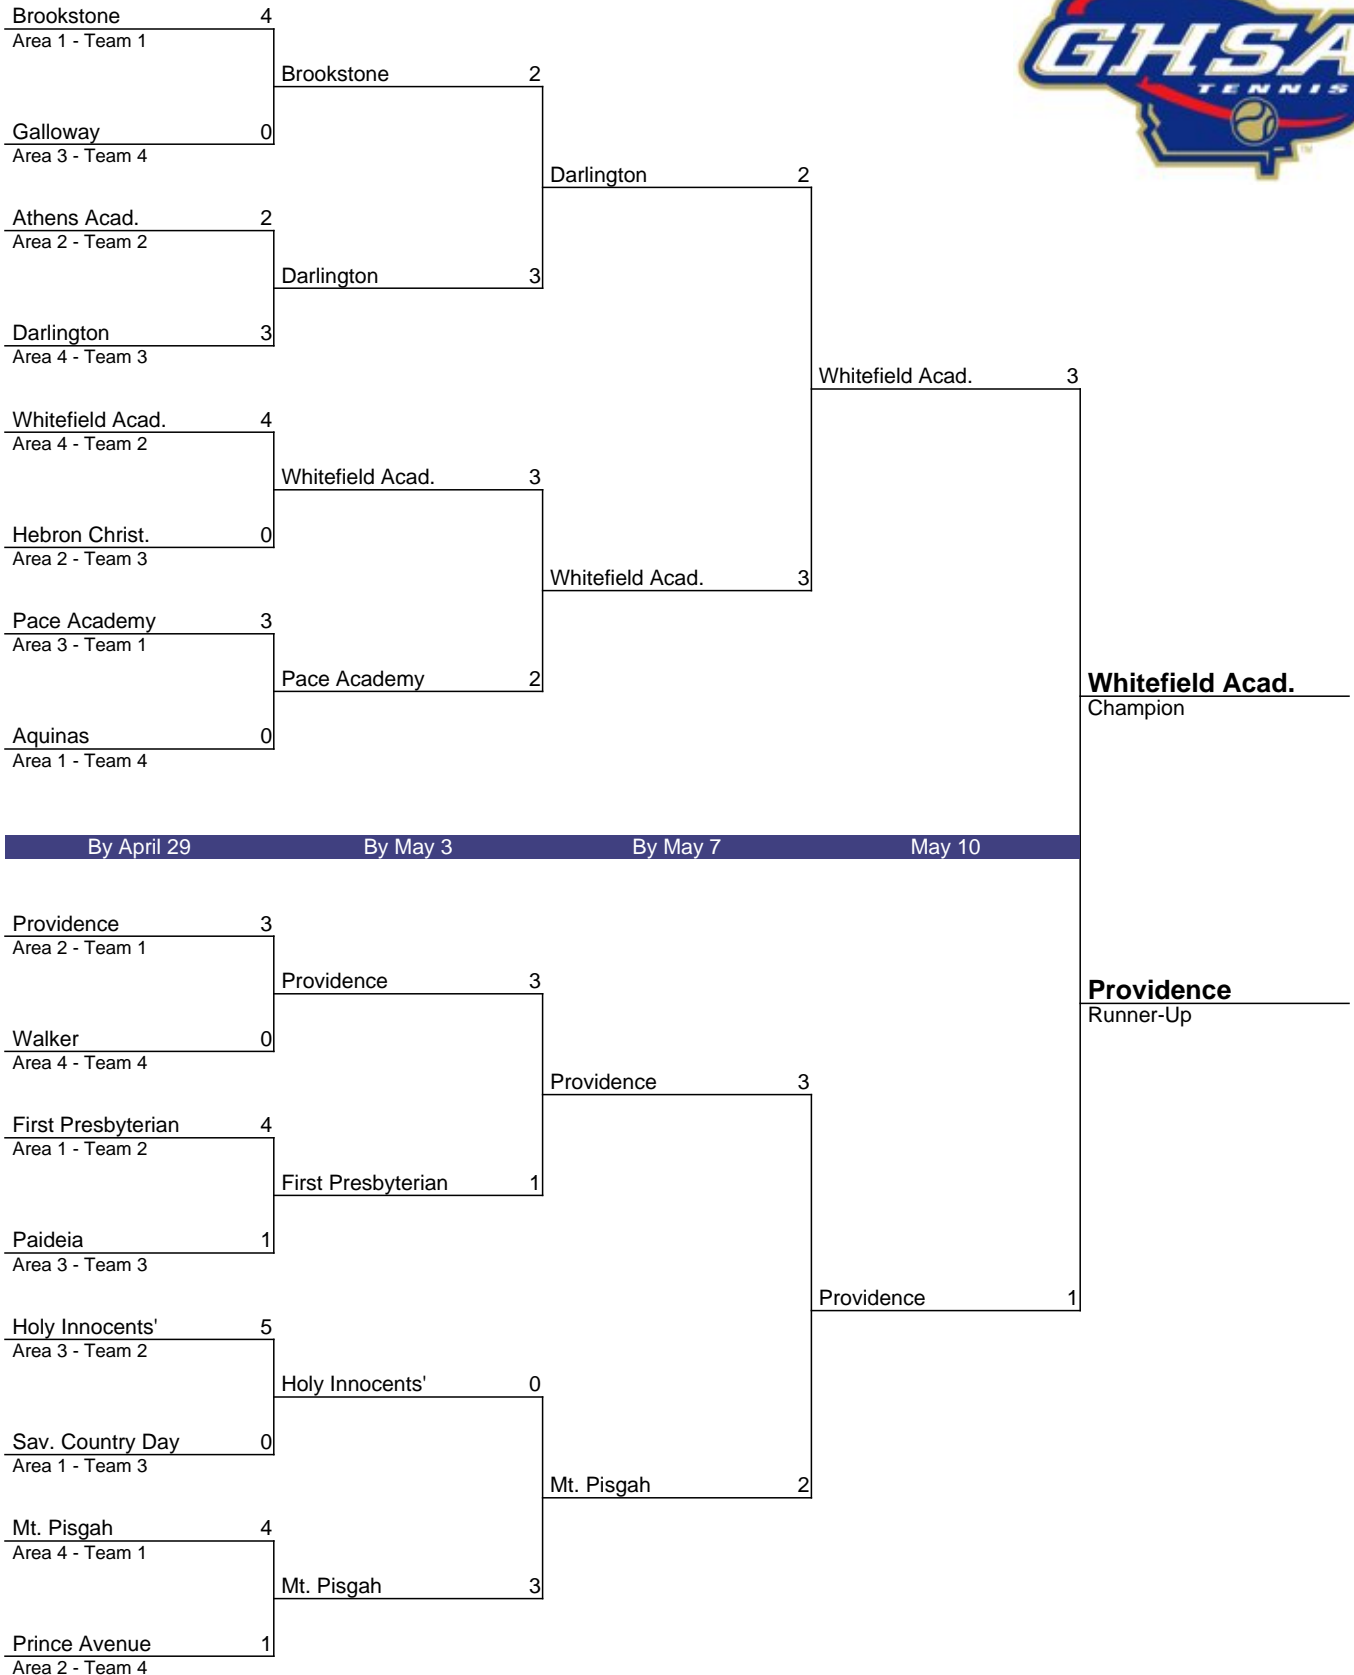 GHSA
TENNIS
Brookstone 4
Area 1 - Team 1
Brookstone 2
Galloway 0
Area 3 - Team 4
Darlington 2
Athens Acad. 2
Area 2 - Team 2
Darlington 3
Darlington 3
Area 4 - Team 3
Whitefield Acad. 3
Whitefield Acad. 4
Area 4 - Team 2
Whitefield Acad. 3
Hebron Christ. 0
Area 2 - Team 3
Whitefield Acad. 3
Pace Academy 3
Area 3 - Team 1
Pace Academy 2
Whitefield Acad.
Champion
Aquinas 0
Area 1 - Team 4
By April 29 By May 3 By May 7 May 10
Providence 3
Area 2 - Team 1
Providence 3
Providence
Runner-Up
Walker 0
Area 4 - Team 4
Providence 3
First Presbyterian 4
Area 1 - Team 2
First Presbyterian 1
Paideia 1
Area 3 - Team 3
Providence 1
Holy Innocents' 5
Area 3 - Team 2
Holy Innocents' 0
Sav. Country Day 0
Area 1 - Team 3
Mt. Pisgah 2
Mt. Pisgah 4
Area 4 - Team 1
Mt. Pisgah 3
Prince Avenue 1
Area 2 - Team 4